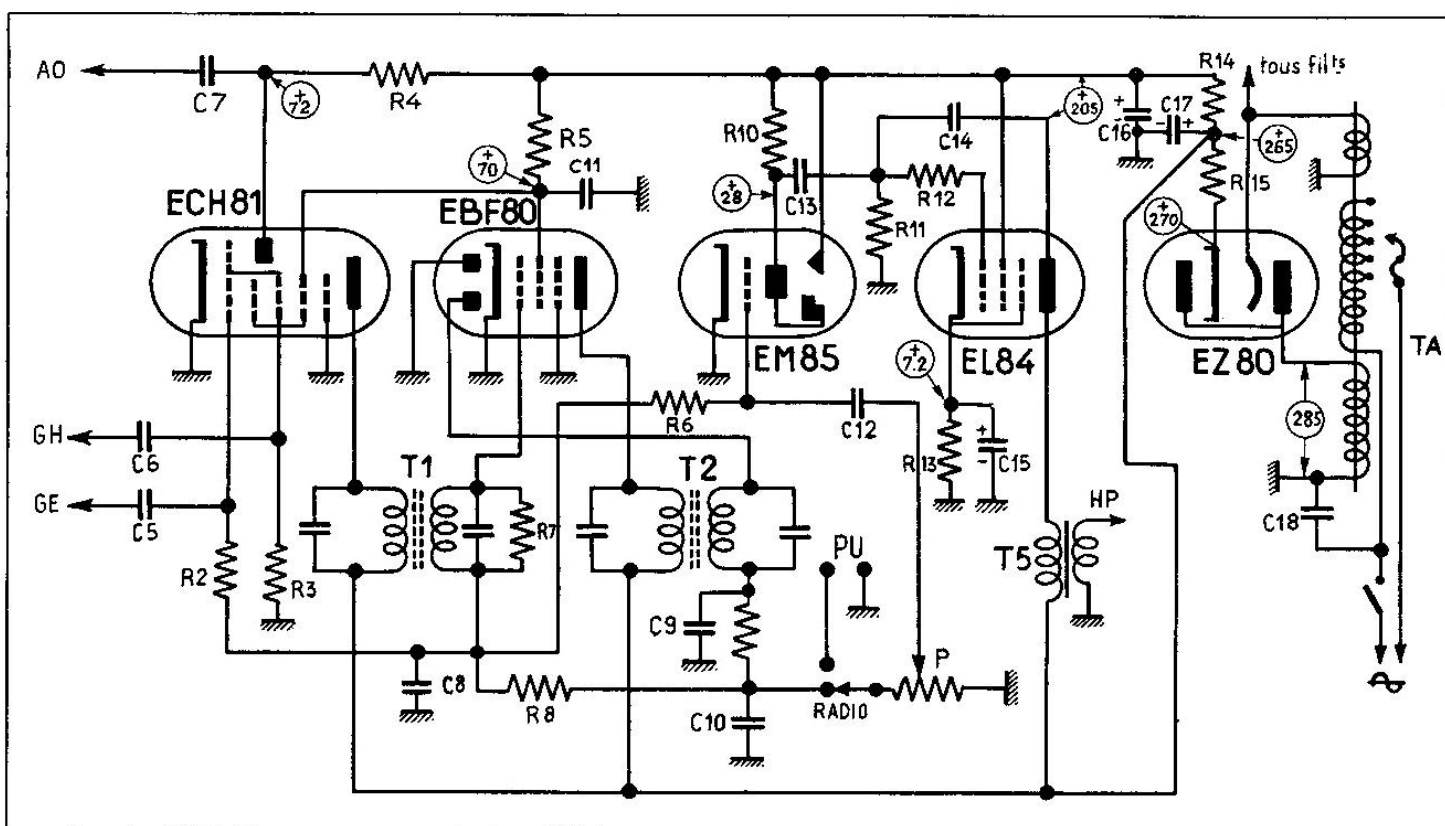 AO
C7
+
72
R4
R14
tous filts
R5
C11
+
70
R10
C14
+
205
+
C16
-
C17
- +
+
265
R15
ECH81
EBF80
+
28
C13
R12
R11
+
270
EM85
EL84
EZ80
TA
+
7.2
285
R6
C12
R13
+
-
C15
GH
C6
GE
C5
T1
T2
HP
C18
R7
PU
T5
R2
R3
C9
P
C8
R8
C10
RADIO